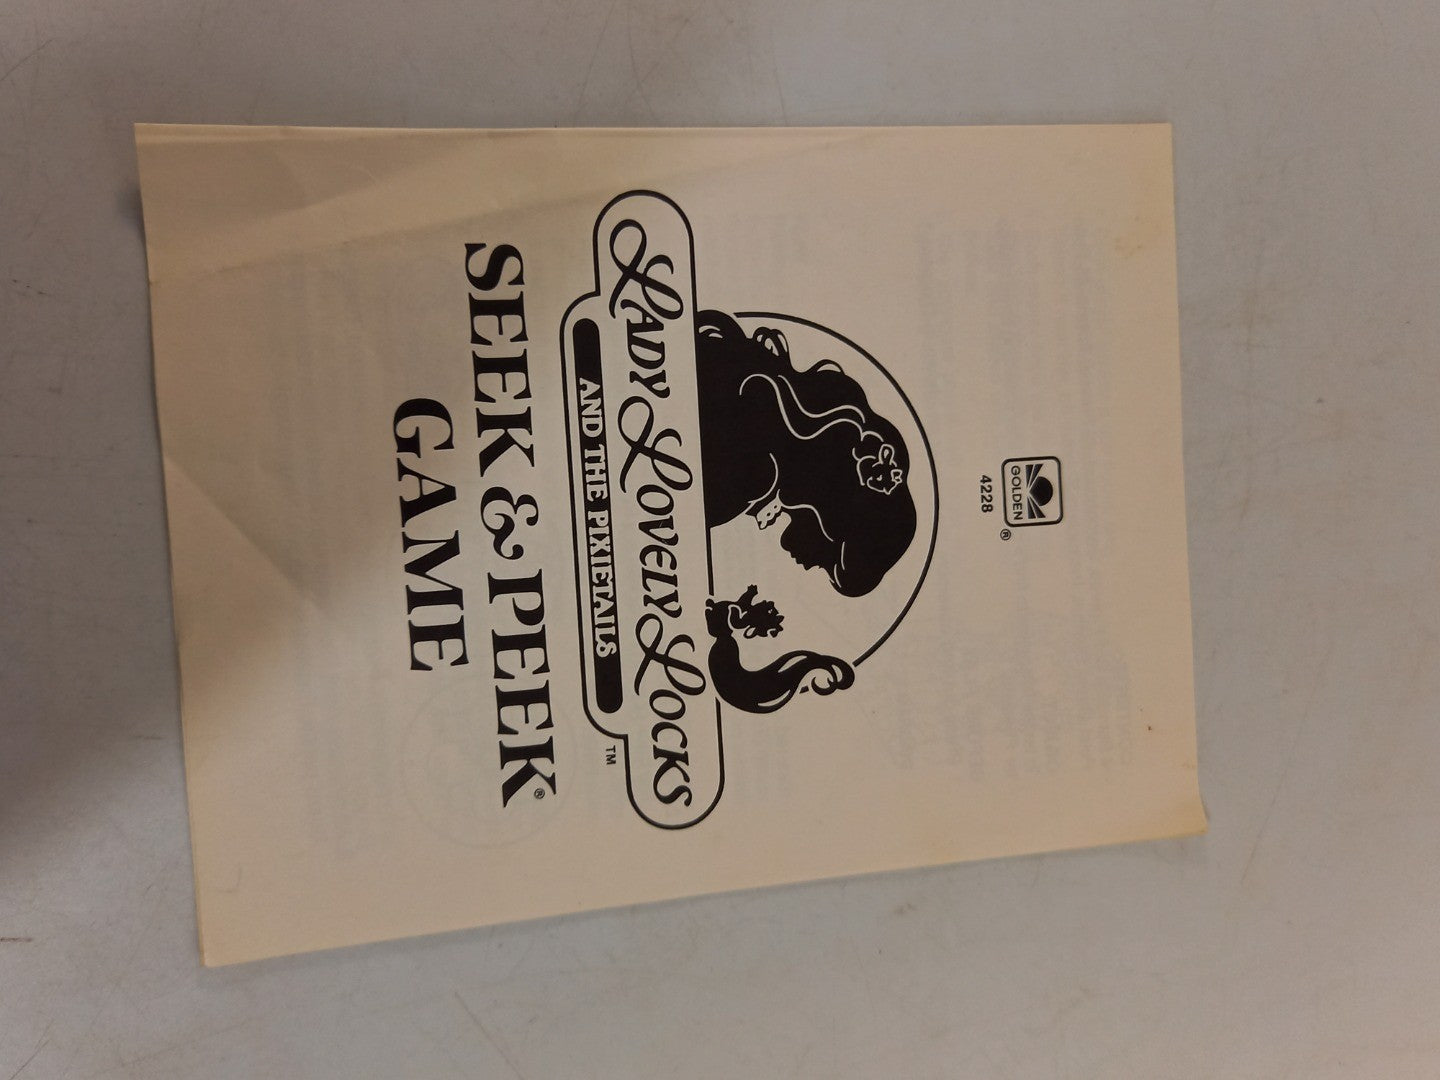 GOLDEN
®
4228
LADY LOVELY LOCKS
AND THE PIXIETAILS
TM
SEEK & PEEK®
GAME